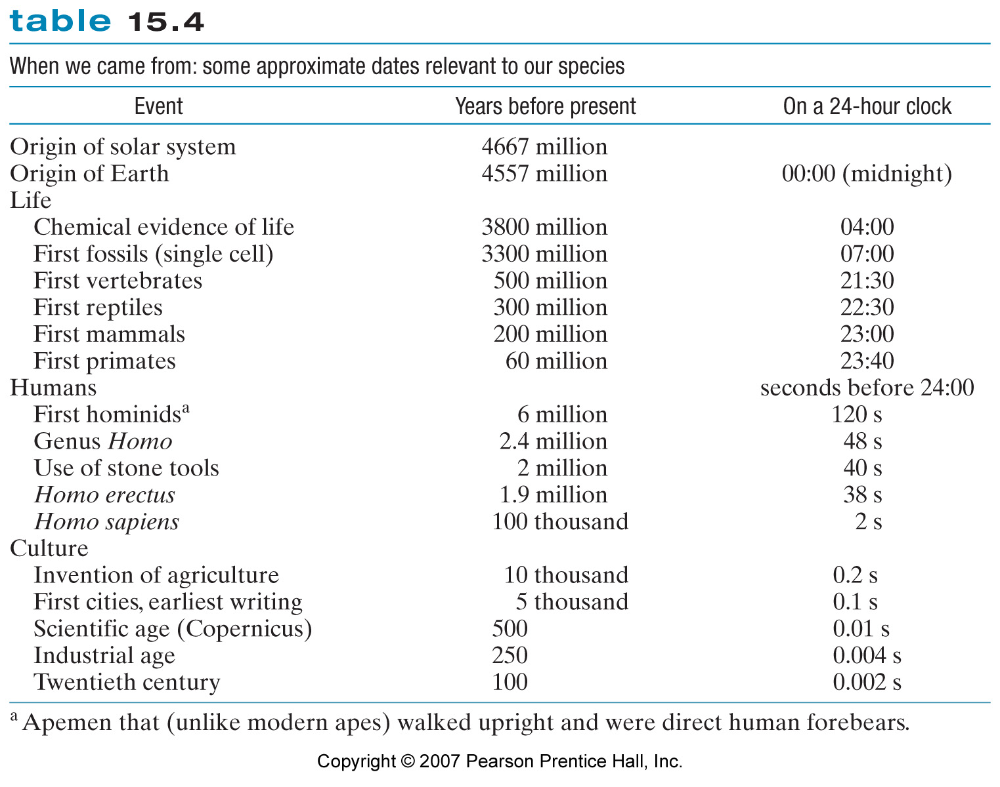 table 15.4
When we came from: some approximate dates relevant to our species
Event Years before present On a 24-hour clock
Origin of solar system 4667 million
Origin of Earth 4557 million 00:00 (midnight)
Life
Chemical evidence of life 3800 million 04:00
First fossils (single cell) 3300 million 07:00
First vertebrates 500 million 21:30
First reptiles 300 million 22:30
First mammals 200 million 23:00
First primates 60 million 23:40
Humans seconds before 24:00
First hominidsᵃ 6 million 120 s
Genus Homo 2.4 million 48 s
Use of stone tools 2 million 40 s
Homo erectus 1.9 million 38 s
Homo sapiens 100 thousand 2 s
Culture
Invention of agriculture 10 thousand 0.2 s
First cities, earliest writing 5 thousand 0.1 s
Scientific age (Copernicus) 500 0.01 s
Industrial age 250 0.004 s
Twentieth century 100 0.002 s
ᵃ Apemen that (unlike modern apes) walked upright and were direct human forebears.
Copyright © 2007 Pearson Prentice Hall, Inc.